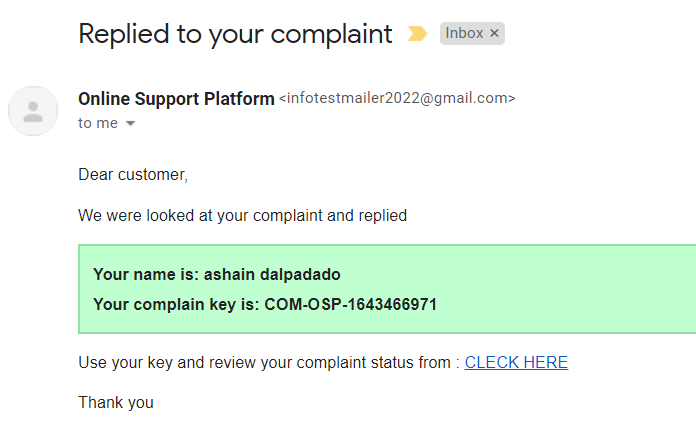 Replied to your complaint Inbox ×
Online Support Platform <infotestmailer2022@gmail.com>
to me
Dear customer,
We were looked at your complaint and replied
Your name is: ashain dalpadado
Your complain key is: COM-OSP-1643466971
Use your key and review your complaint status from : CLECK HERE
Thank you